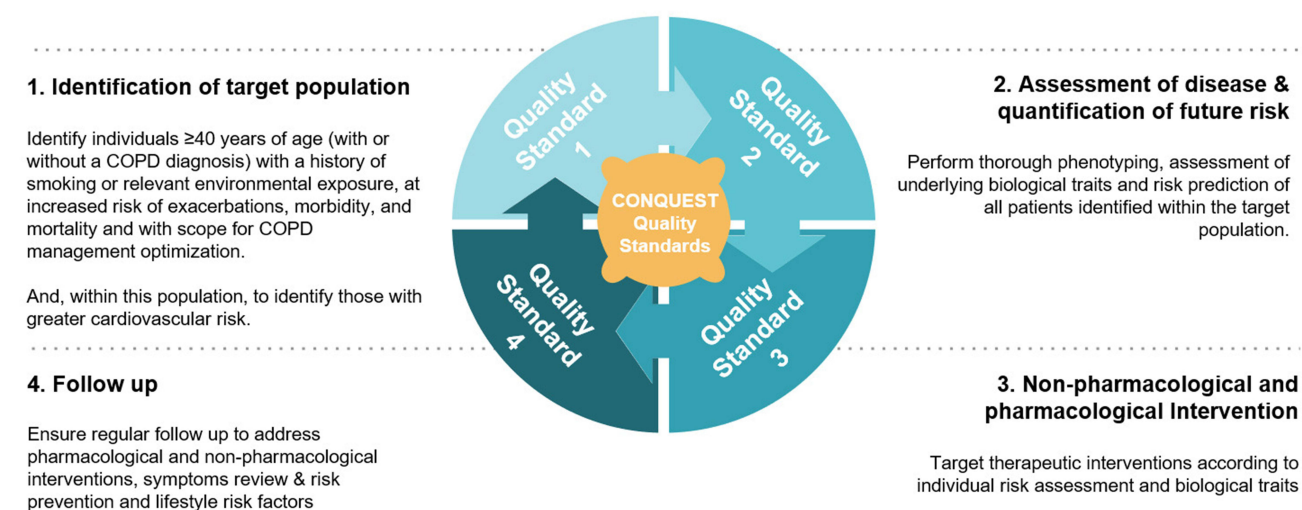 1. Identification of target population
Identify individuals ≥40 years of age (with or
without a COPD diagnosis) with a history of
smoking or relevant environmental exposure, at
increased risk of exacerbations, morbidity, and
mortality and with scope for COPD
management optimization.
And, within this population, to identify those with
greater cardiovascular risk.
Quality
Standard
1
Quality
Standard
2
CONQUEST
Quality
Standards
Quality
Standard
4
Quality
Standard
3
2. Assessment of disease &
quantification of future risk
Perform thorough phenotyping, assessment of
underlying biological traits and risk prediction of
all patients identified within the target
population.
4. Follow up
Ensure regular follow up to address
pharmacological and non-pharmacological
interventions, symptoms review & risk
prevention and lifestyle risk factors
3. Non-pharmacological and
pharmacological Intervention
Target therapeutic interventions according to
individual risk assessment and biological traits